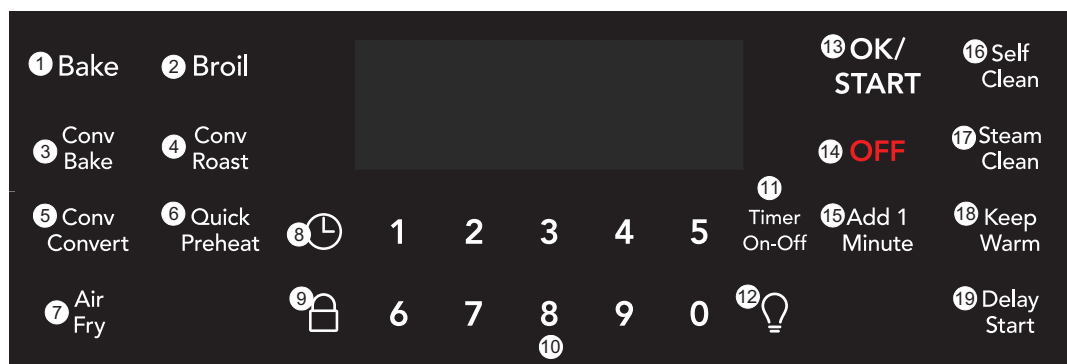 1 Bake
2 Broil
13 OK/
START
16 Self
Clean
3 Conv
Bake
4 Conv
Roast
14 OFF
17 Steam
Clean
5 Conv
Convert
6 Quick
Preheat
8
1 2 3 4 5
11
Timer
On-Off
15 Add 1
Minute
18 Keep
Warm
7 Air
Fry
9
6 7 8 9 0
10
12
19 Delay
Start